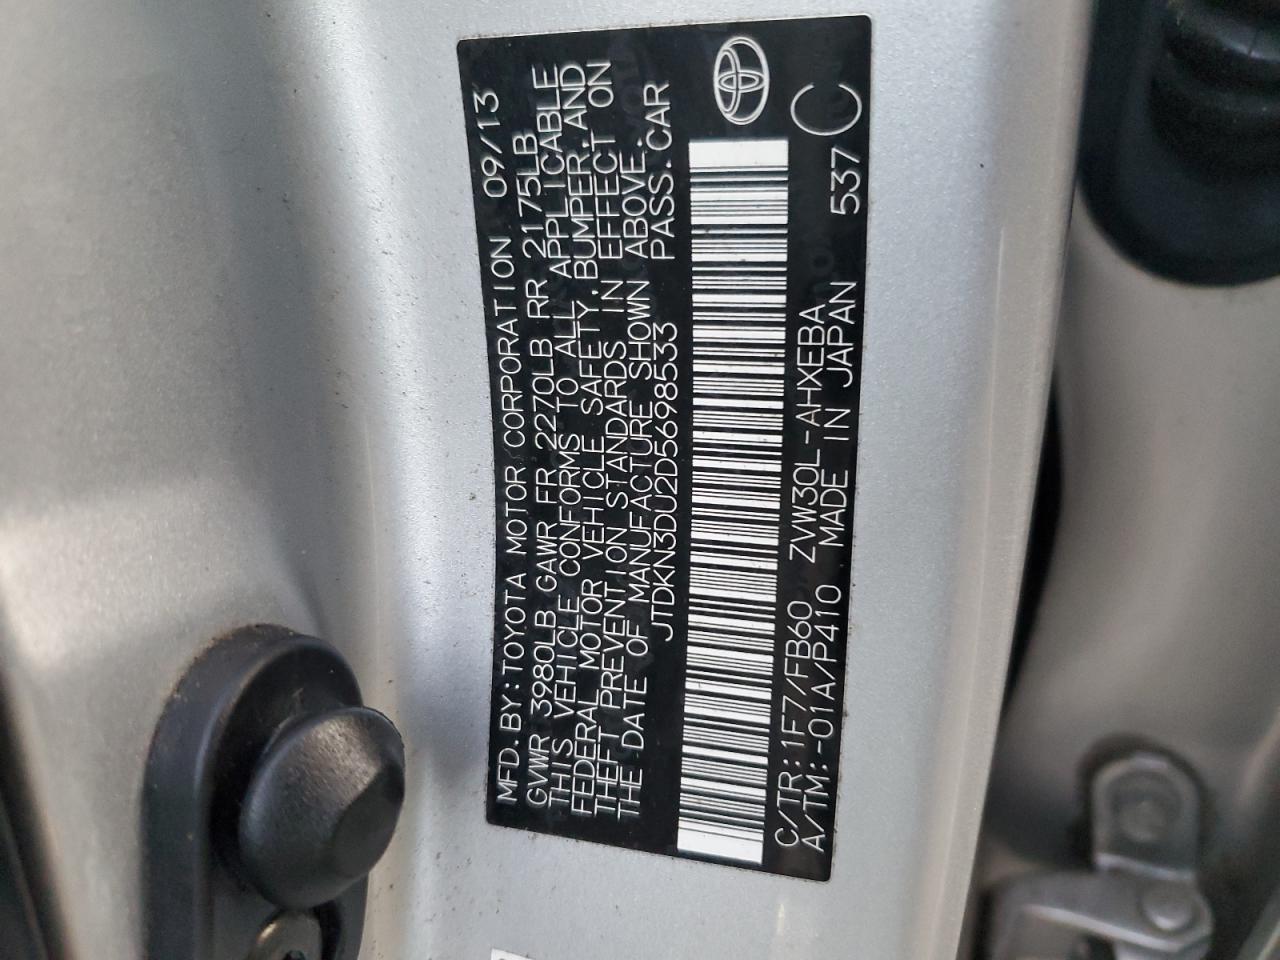 MFD. BY: TOYOTA MOTOR CORPORATION 09/13
GVWR 3980LB GAWR FR 2270LB RR 2175LB
THIS VEHICLE CONFORMS TO ALL APPLICABLE
FEDERAL MOTOR VEHICLE SAFETY, BUMPER, AND
THEFT PREVENTION STANDARDS IN EFFECT ON
THE DATE OF MANUFACTURE SHOWN ABOVE.
JTDKN3DU2D5698533 PASS. CAR
C/TR: 1F7/FB60 ZVW30L-AHXEBA
A/TM: -01A/P410 MADE IN JAPAN 537 C